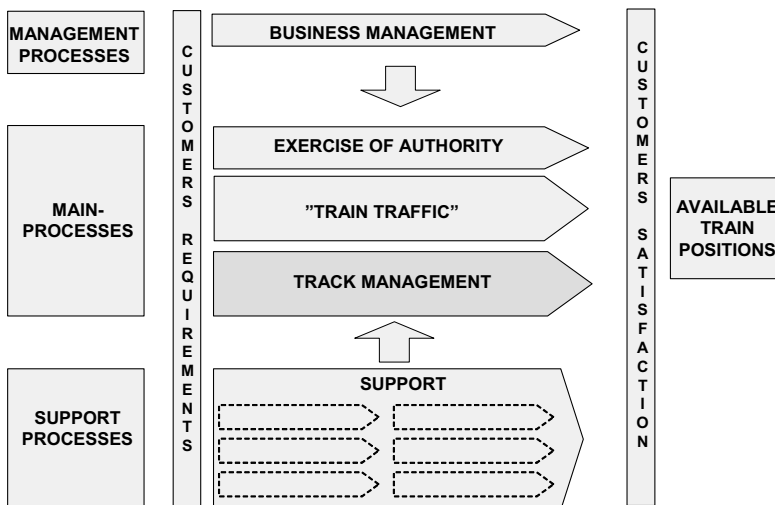 MANAGEMENT
PROCESSES
CUSTOMERS REQUIREMENTS
BUSINESS MANAGEMENT
CUSTOMERS SATISFACTION
MAIN-
PROCESSES
EXERCISE OF AUTHORITY
”TRAIN TRAFFIC”
TRACK MANAGEMENT
AVAILABLE
TRAIN
POSITIONS
SUPPORT
PROCESSES
SUPPORT